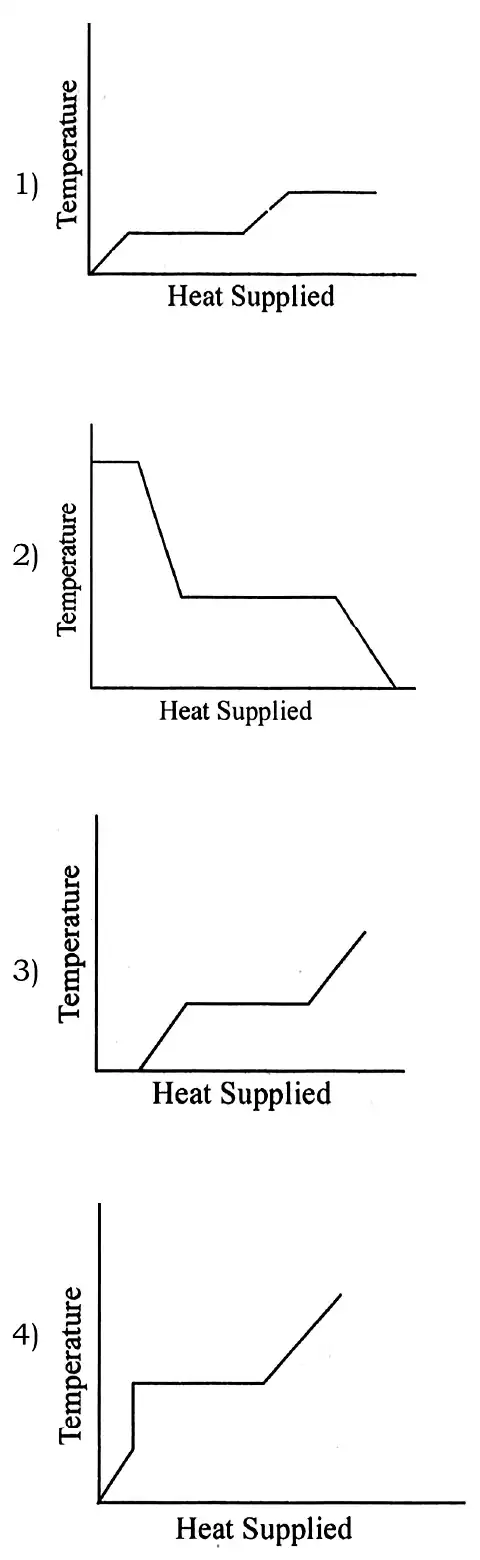 1)
Temperature
Heat Supplied
2)
Temperature
Heat Supplied
3)
Temperature
Heat Supplied
4)
Temperature
Heat Supplied